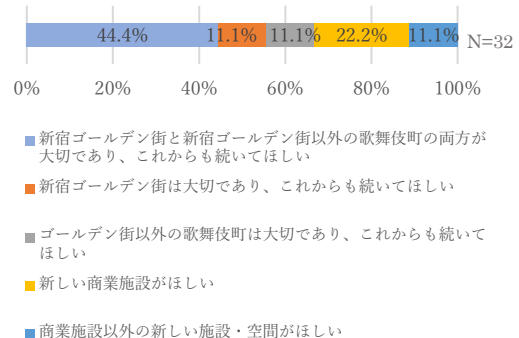 44.4% 11.1% 11.1% 22.2% 11.1% N=32
0% 20% 40% 60% 80% 100%
新宿ゴールデン街と新宿ゴールデン街以外の歌舞伎町の両方が
大切であり、これからも続いてほしい
新宿ゴールデン街は大切であり、これからも続いてほしい
ゴールデン街以外の歌舞伎町は大切であり、これからも続いて
ほしい
新しい商業施設がほしい
商業施設以外の新しい施設・空間がほしい